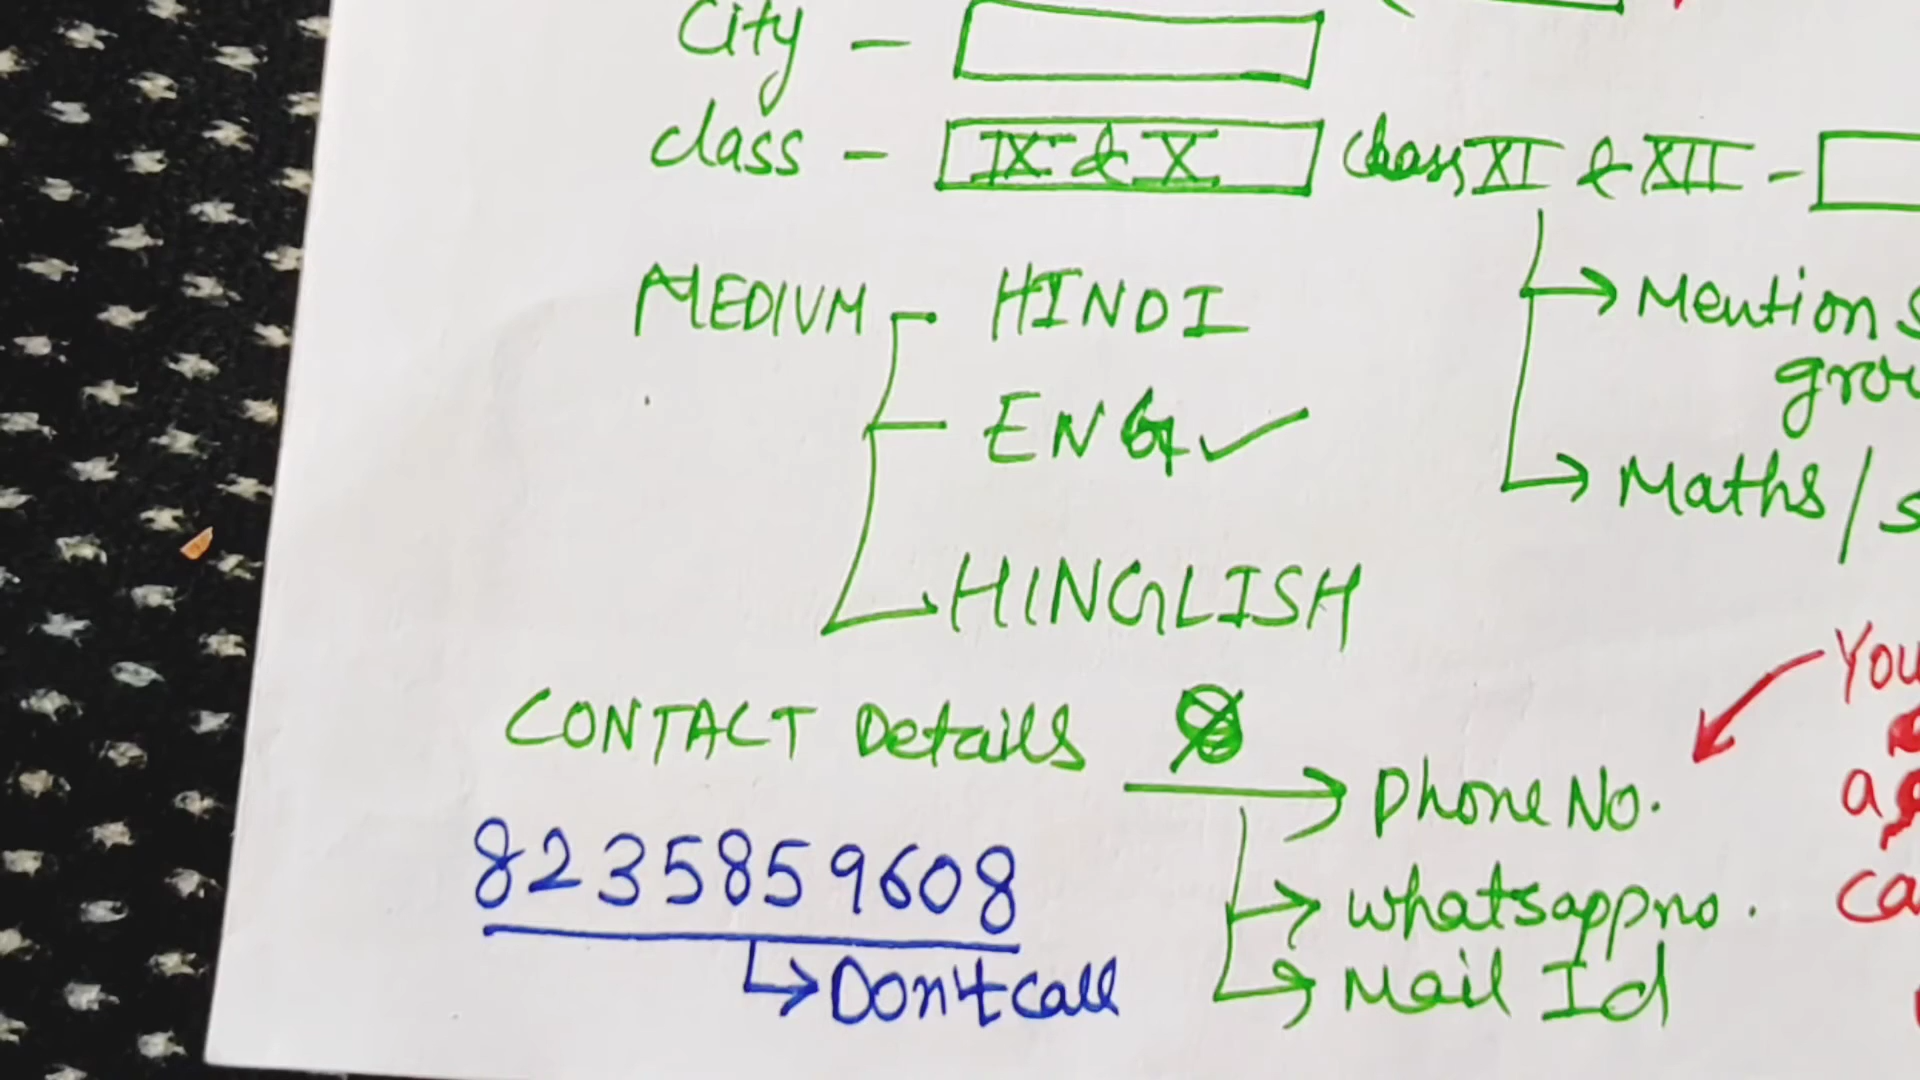 City -
class - IX & X class XI & XII -
MEDIUM - HINDI
Mention
ENG ✓
Maths /
HINGLISH
You
CONTACT Details
→ Phone No.
a
8235859608
→ whatsapp no.
ca
→ Don't call
→ Mail Id